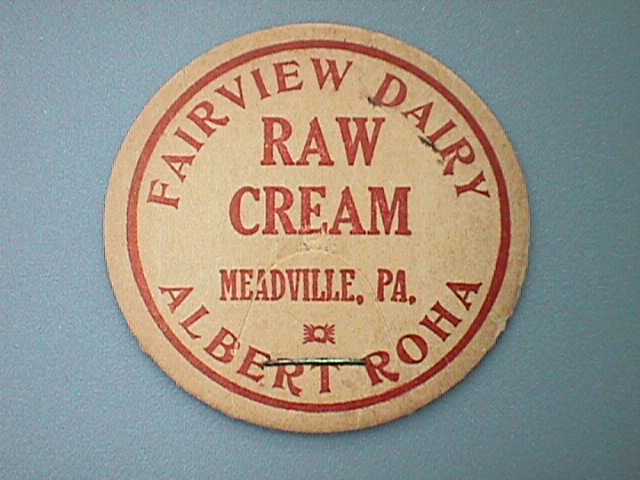 FAIRVIEW DAIRY
RAW
CREAM
MEADVILLE, PA.
ALBERT ROHA